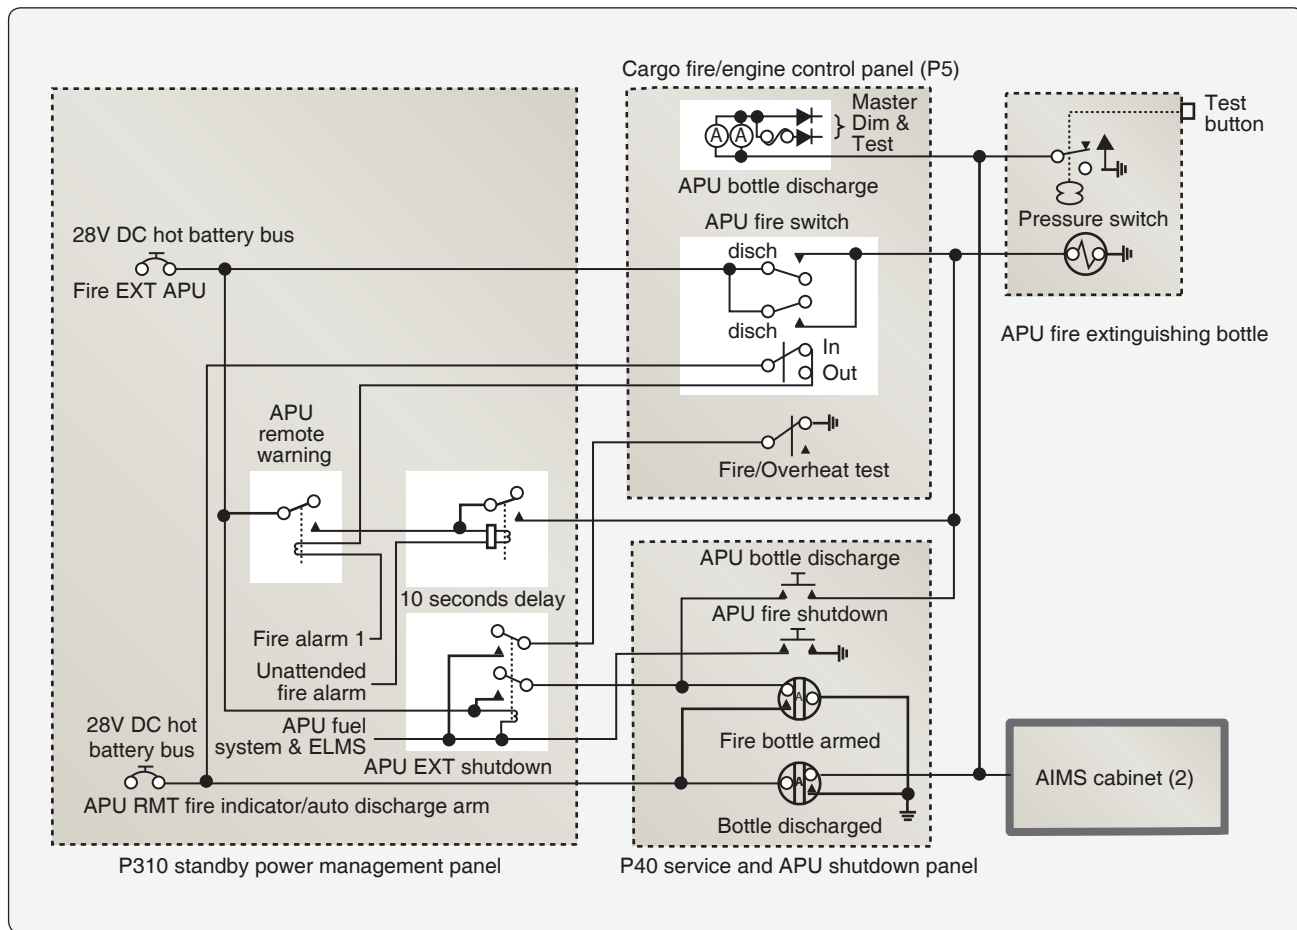 Cargo fire/engine control panel (P5)
Master
Dim &
Test
A A
APU bottle discharge
Test
button
Pressure switch
APU fire switch
28V DC hot battery bus
disch
Fire EXT APU
disch
APU fire extinguishing bottle
In
Out
APU
remote
warning
Fire/Overheat test
10 seconds delay
APU bottle discharge
APU fire shutdown
Fire alarm 1
Unattended
fire alarm
A
28V DC hot
battery bus
APU fuel
system & ELMS
Fire bottle armed
APU EXT shutdown
A
AIMS cabinet (2)
APU RMT fire indicator/auto discharge arm
Bottle discharged
P310 standby power management panel
P40 service and APU shutdown panel